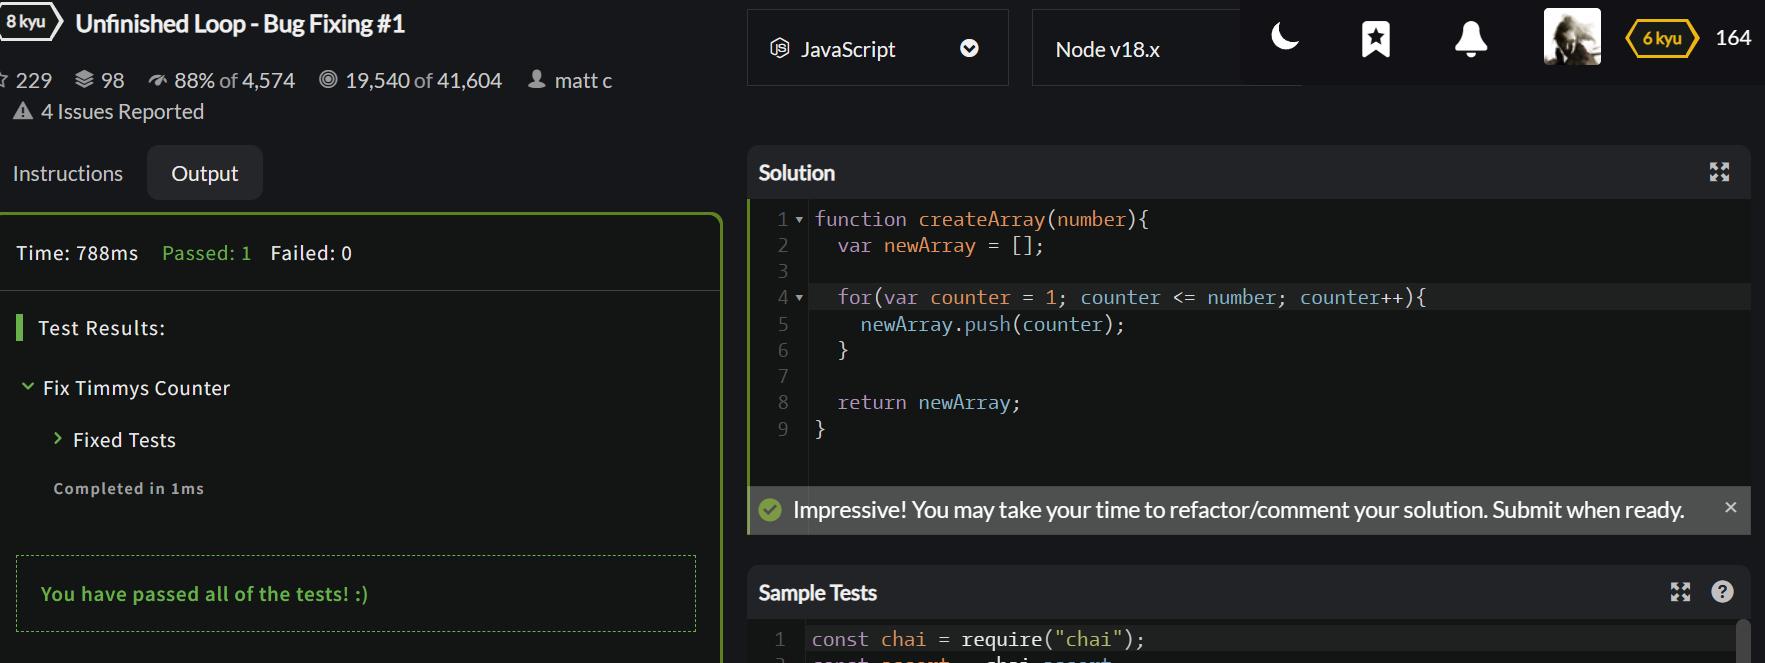 8 kyu Unfinished Loop - Bug Fixing #1
229 98 88% of 4,574 19,540 of 41,604 matt c
4 Issues Reported
JavaScript
Node v18.x
6 kyu 164
Instructions Output
Time: 788ms Passed: 1 Failed: 0
Test Results:
Fix Timmys Counter
Fixed Tests
Completed in 1ms
You have passed all of the tests! :)
Solution
1 function createArray(number){
2 var newArray = [];
3
4 for(var counter = 1; counter <= number; counter++){
5 newArray.push(counter);
6 }
7
8 return newArray;
9 }
Impressive! You may take your time to refactor/comment your solution. Submit when ready.
Sample Tests
1 const chai = require("chai");